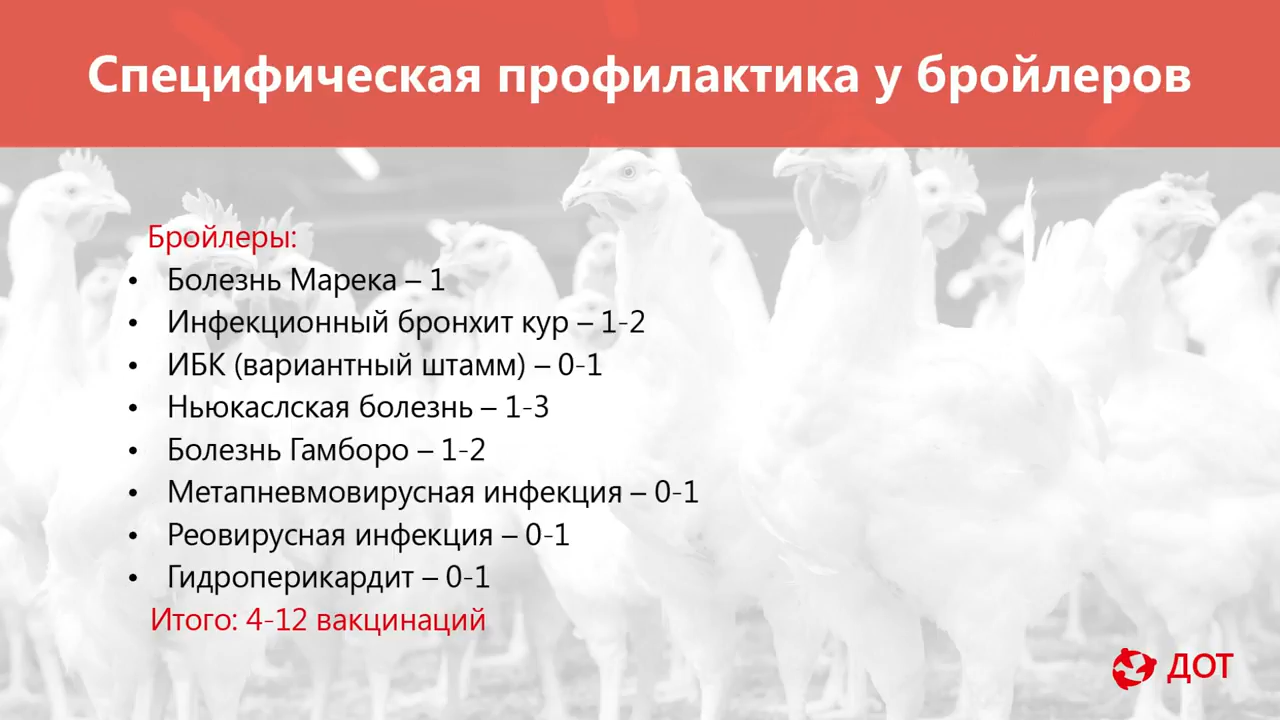 Специфическая профилактика у бройлеров
Бройлеры:
• Болезнь Марека – 1
• Инфекционный бронхит кур – 1-2
• ИБК (вариантный штамм) – 0-1
• Ньюкаслская болезнь – 1-3
• Болезнь Гамборо – 1-2
• Метапневмовирусная инфекция – 0-1
• Реовирусная инфекция – 0-1
• Гидроперикардит – 0-1
Итого: 4-12 вакцинаций
ДОТ